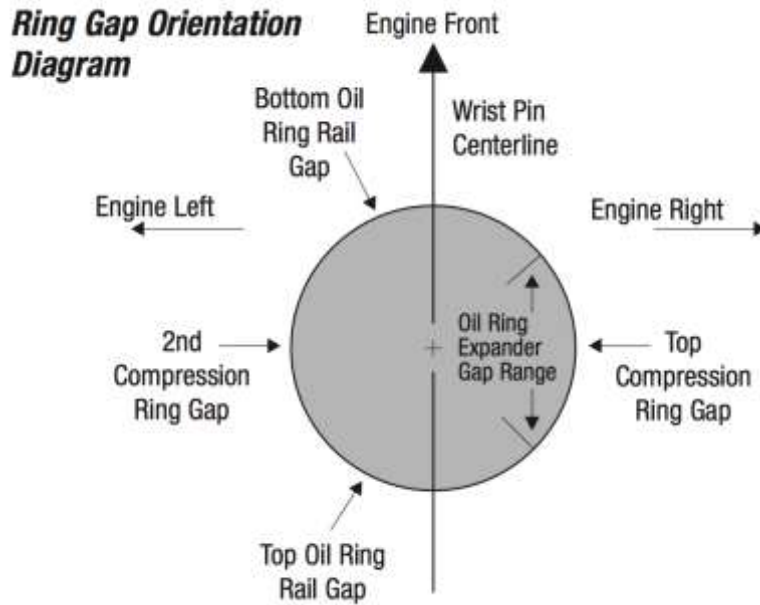 Ring Gap Orientation
Diagram
Engine Front
Bottom Oil
Ring Rail
Gap
Wrist Pin
Centerline
Engine Left
Engine Right
2nd
Compression
Ring Gap
Oil Ring
Expander
Gap Range
Top
Compression
Ring Gap
Top Oil Ring
Rail Gap